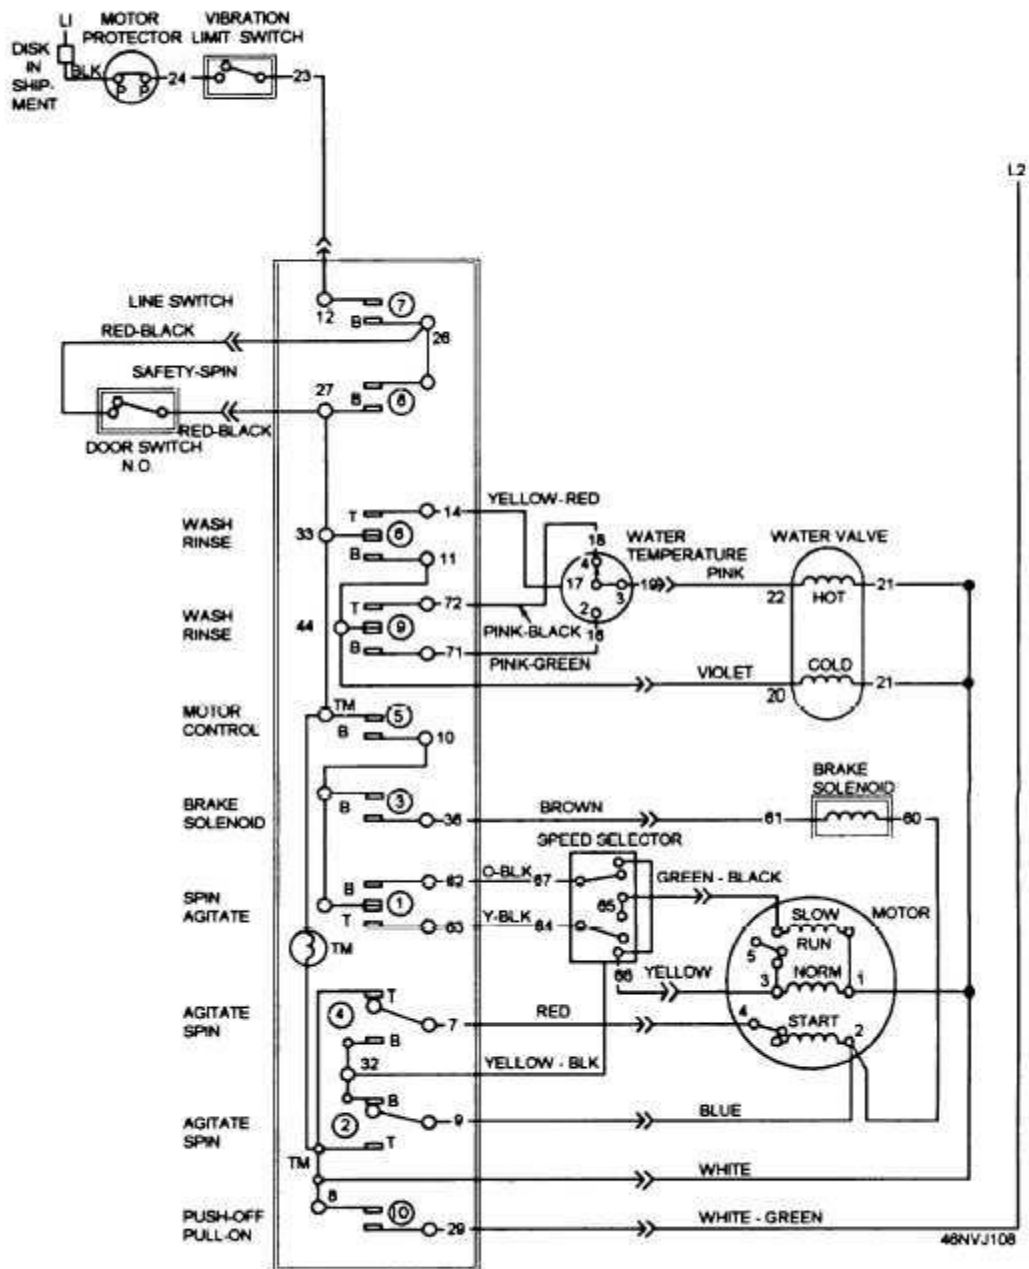 LI
MOTOR PROTECTOR
VIBRATION LIMIT SWITCH
DISK IN SHIP-MENT
BLK
24
23
L2
LINE SWITCH
12
7
B
26
RED-BLACK
SAFETY-SPIN
27
B
8
RED-BLACK
DOOR SWITCH N.O.
WASH RINSE
33
T
6
B
14
11
YELLOW-RED
18
4
17
3
2
16
19
WATER TEMPERATURE
PINK
WATER VALVE
22
HOT
21
WASH RINSE
44
T
9
B
72
71
PINK-BLACK
PINK-GREEN
VIOLET
20
COLD
21
MOTOR CONTROL
TM
5
B
10
BRAKE SOLENOID
B
3
36
BROWN
61
BRAKE SOLENOID
60
SPEED SELECTOR
SPIN AGITATE
B
1
T
62
O-BLK
67
63
Y-BLK
64
65
66
GREEN - BLACK
YELLOW
SLOW
RUN
MOTOR
5
3
NORM
1
4
START
2
TM
AGITATE SPIN
4
T
B
7
RED
32
YELLOW - BLK
AGITATE SPIN
B
2
T
9
BLUE
TM
WHITE
8
PUSH-OFF PULL-ON
10
29
WHITE - GREEN
46NVJ108